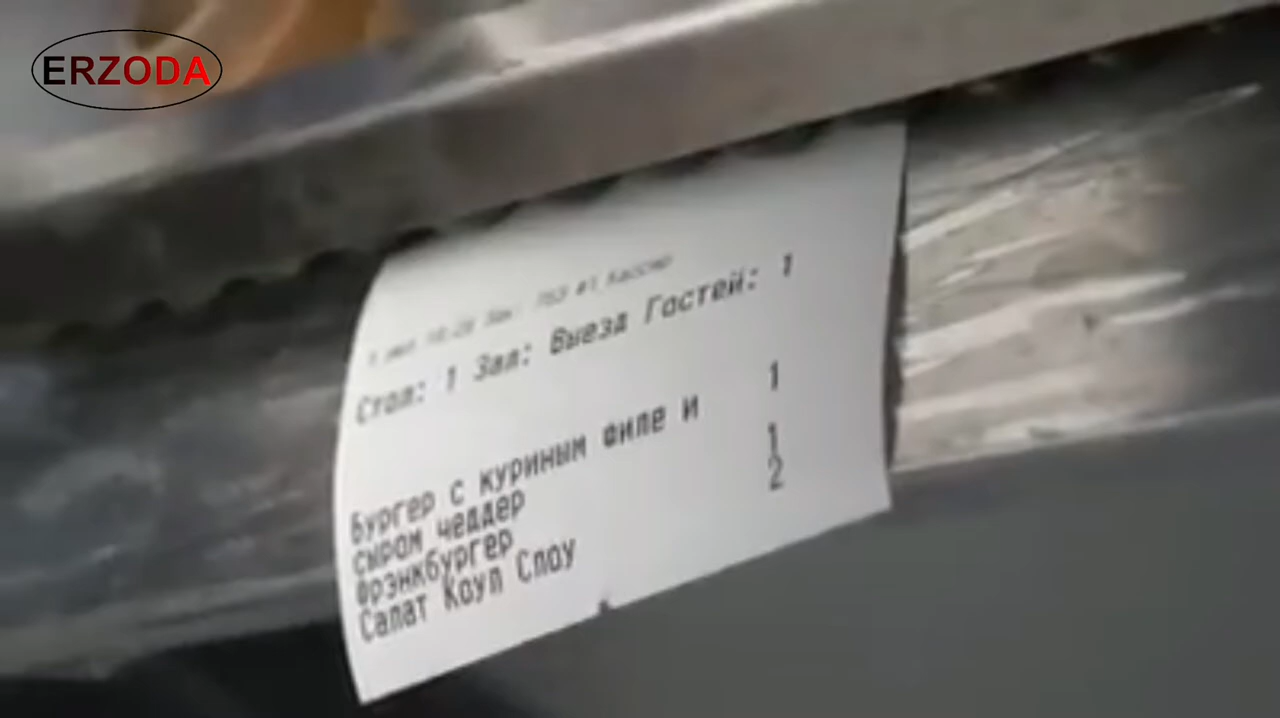 ERZODA
Стол: 1 Зал: Выезд Гостей: 1
Бургер с куриным филе и 1
сыром чеддер
Фрэнкбургер 1
Салат Коул Слоу 2